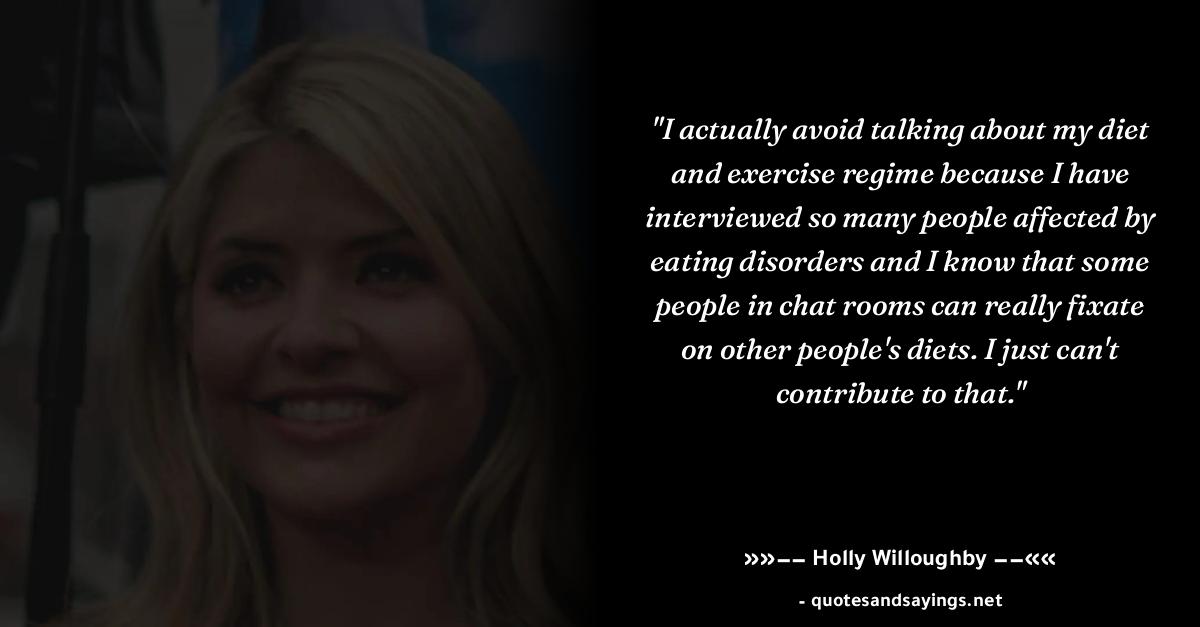 "I actually avoid talking about my diet
and exercise regime because I have
interviewed so many people affected by
eating disorders and I know that some
people in chat rooms can really fixate
on other people's diets. I just can't
contribute to that."
»»−− Holly Willoughby −−««
- quotesandsayings.net